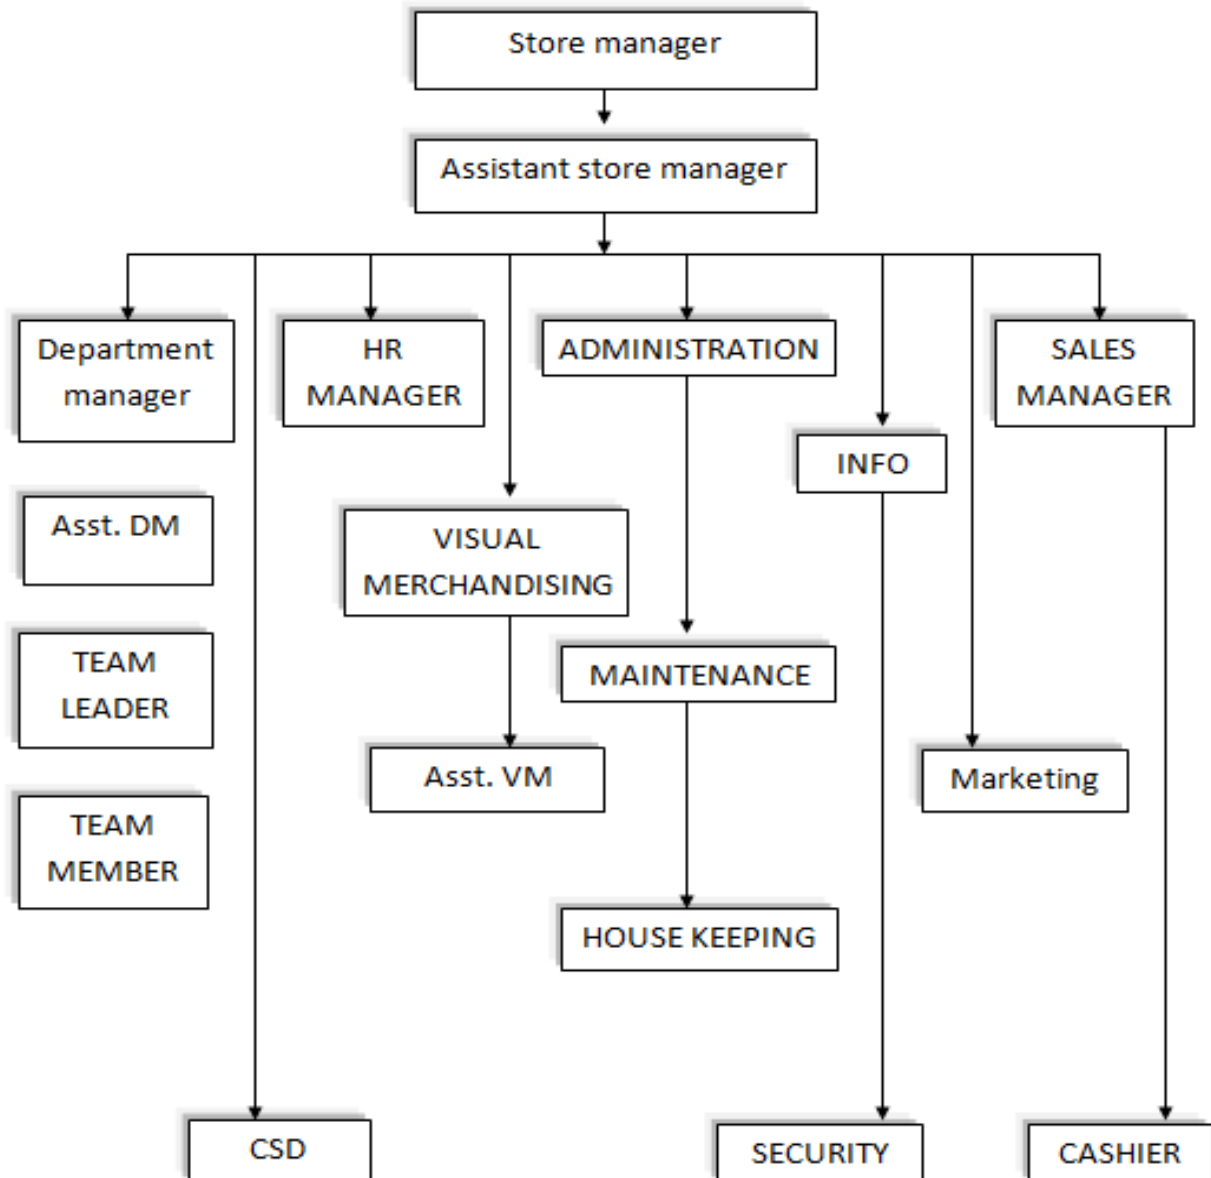 Store manager
Assistant store manager
Department
manager
HR
MANAGER
ADMINISTRATION
SALES
MANAGER
INFO
Asst. DM
VISUAL
MERCHANDISING
TEAM
LEADER
MAINTENANCE
Asst. VM
Marketing
TEAM
MEMBER
HOUSE KEEPING
CSD
SECURITY
CASHIER